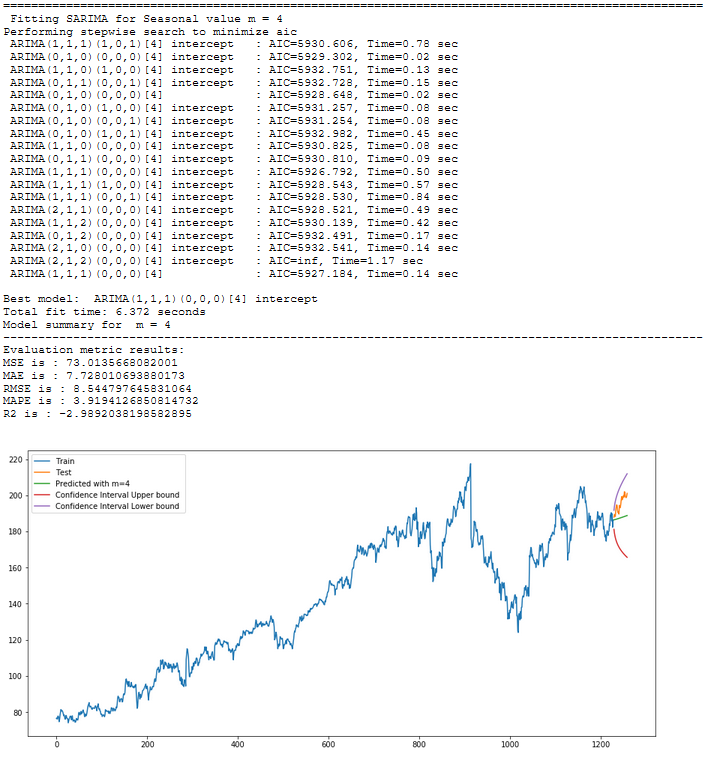 Fitting SARIMA for Seasonal value m = 4
Performing stepwise search to minimize aic
ARIMA(1,1,1)(1,0,1)[4] intercept : AIC=5930.606, Time=0.78 sec
ARIMA(0,1,0)(0,0,0)[4] intercept : AIC=5929.302, Time=0.02 sec
ARIMA(1,1,0)(1,0,0)[4] intercept : AIC=5932.751, Time=0.13 sec
ARIMA(0,1,1)(0,0,1)[4] intercept : AIC=5932.728, Time=0.15 sec
ARIMA(0,1,0)(0,0,0)[4] : AIC=5928.648, Time=0.02 sec
ARIMA(0,1,0)(1,0,0)[4] intercept : AIC=5931.257, Time=0.08 sec
ARIMA(0,1,0)(0,0,1)[4] intercept : AIC=5931.254, Time=0.08 sec
ARIMA(0,1,0)(1,0,1)[4] intercept : AIC=5932.982, Time=0.45 sec
ARIMA(1,1,0)(0,0,0)[4] intercept : AIC=5930.825, Time=0.08 sec
ARIMA(0,1,1)(0,0,0)[4] intercept : AIC=5930.810, Time=0.09 sec
ARIMA(1,1,1)(0,0,0)[4] intercept : AIC=5926.792, Time=0.50 sec
ARIMA(1,1,1)(1,0,0)[4] intercept : AIC=5928.543, Time=0.57 sec
ARIMA(1,1,1)(0,0,1)[4] intercept : AIC=5928.530, Time=0.84 sec
ARIMA(2,1,1)(0,0,0)[4] intercept : AIC=5928.521, Time=0.49 sec
ARIMA(1,1,2)(0,0,0)[4] intercept : AIC=5930.139, Time=0.42 sec
ARIMA(0,1,2)(0,0,0)[4] intercept : AIC=5932.491, Time=0.17 sec
ARIMA(2,1,0)(0,0,0)[4] intercept : AIC=5932.541, Time=0.14 sec
ARIMA(2,1,2)(0,0,0)[4] intercept : AIC=inf, Time=1.17 sec
ARIMA(1,1,1)(0,0,0)[4] : AIC=5927.184, Time=0.14 sec
Best model: ARIMA(1,1,1)(0,0,0)[4] intercept
Total fit time: 6.372 seconds
Model summary for m = 4
Evaluation metric results:
MSE is : 73.0135668082001
MAE is : 7.728010693880173
RMSE is : 8.544797645831064
MAPE is : 3.9194126850814732
R2 is : -2.9892038198582895
Train
Test
Predicted with m=4
Confidence Interval Upper bound
Confidence Interval Lower bound
220
200
180
160
140
120
100
80
0 200 400 600 800 1000 1200